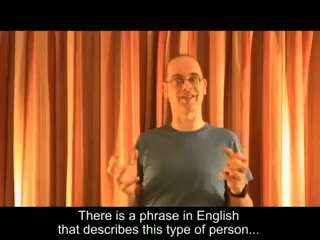 There is a phrase in English
that describes this type of person...